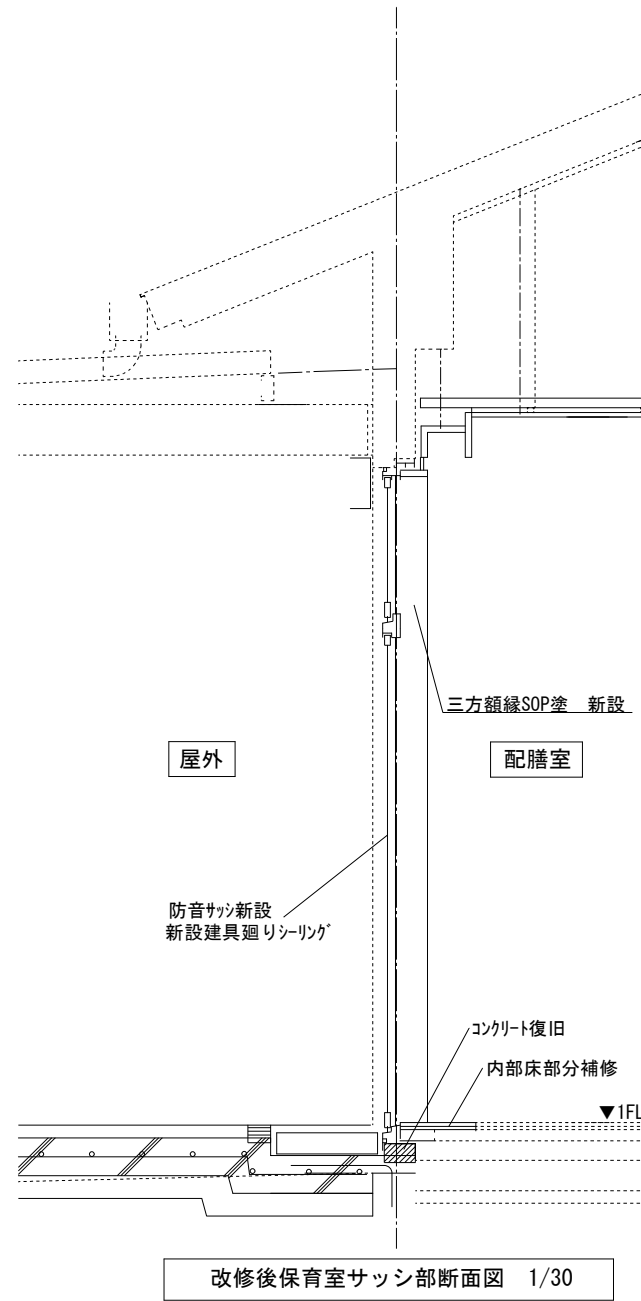 三方額縁SOP塗　新設
屋外
配膳室
防音ｻｯｼ新設
新設建具廻りｼｰﾘﾝｸﾞ
ｺﾝｸﾘｰﾄ復旧
内部床部分補修
▼1FL
改修後保育室サッシ部断面図　1/30